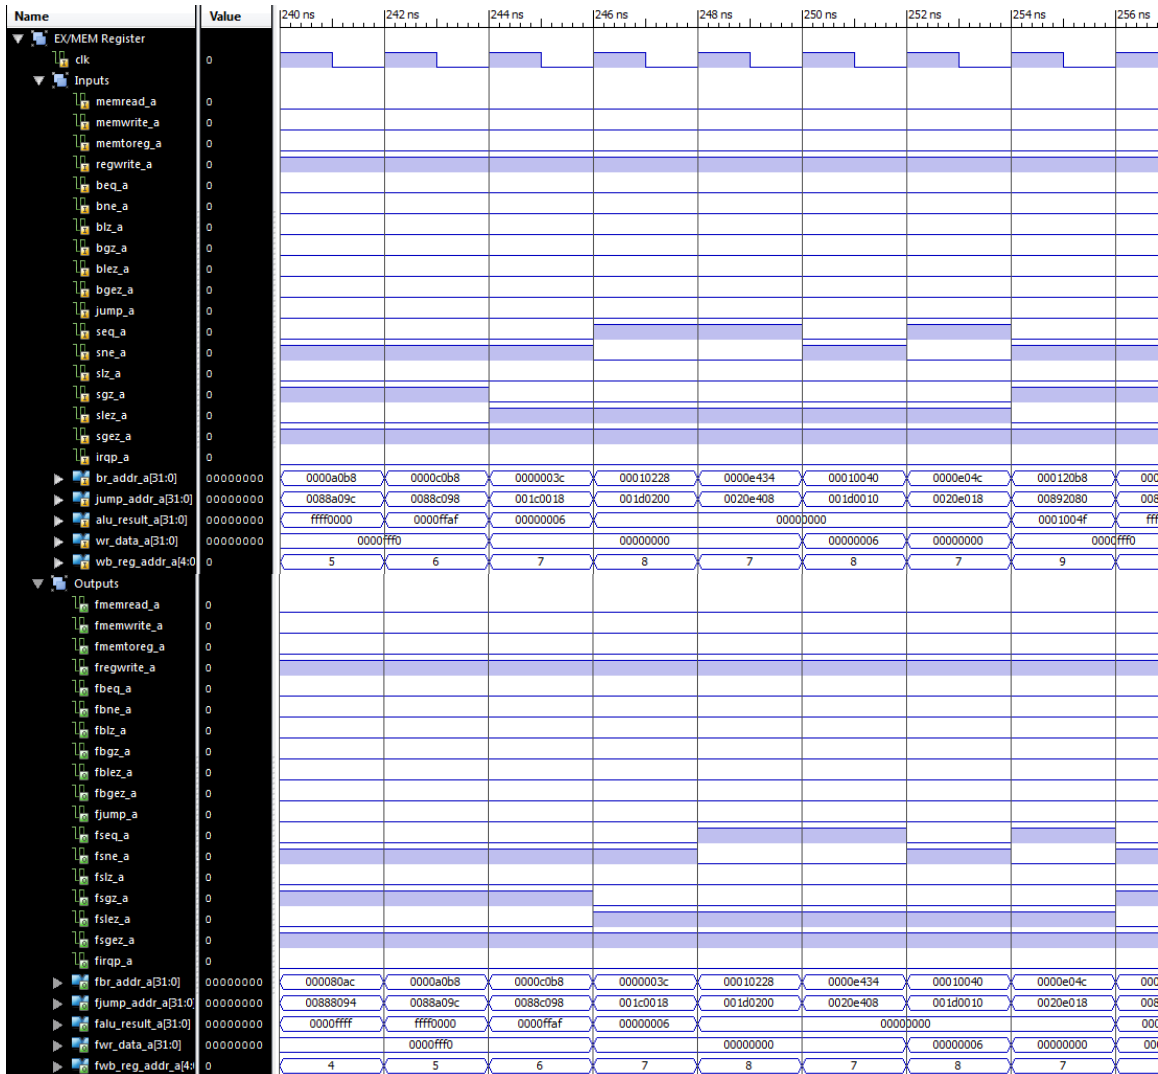 Name Value 240 ns 242 ns 244 ns 246 ns 248 ns 250 ns 252 ns 254 ns 256 ns
EX/MEM Register
clk 0
Inputs
memread_a 0
memwrite_a 0
memtoreg_a 0
regwrite_a 0
beq_a 0
bne_a 0
blz_a 0
bgz_a 0
blez_a 0
bgez_a 0
jump_a 0
seq_a 0
sne_a 0
slz_a 0
sgz_a 0
slez_a 0
sgez_a 0
irqp_a 0
br_addr_a[31:0] 00000000 0000a0b8 0000c0b8 0000003c 00010228 0000e434 00010040 0000e04c 000120b8 000
jump_addr_a[31:0] 00000000 0088a09c 0088c098 001c0018 001d0200 0020e408 001d0010 0020e018 00892080 008
alu_result_a[31:0] 00000000 ffff0000 0000ffaf 00000006 00000000 0001004f fff
wr_data_a[31:0] 00000000 0000fff0 00000000 00000006 00000000 0000fff0
wb_reg_addr_a[4:0 0 5 6 7 8 7 8 7 9
Outputs
fmemread_a 0
fmemwrite_a 0
fmemtoreg_a 0
fregwrite_a 0
fbeq_a 0
fbne_a 0
fblz_a 0
fbgz_a 0
fblez_a 0
fbgez_a 0
fjump_a 0
fseq_a 0
fsne_a 0
fslz_a 0
fsgz_a 0
fslez_a 0
fsgez_a 0
firqp_a 0
fbr_addr_a[31:0] 00000000 000080ac 0000a0b8 0000c0b8 0000003c 00010228 0000e434 00010040 0000e04c 000
fjump_addr_a[31:0 00000000 00888094 0088a09c 0088c098 001c0018 001d0200 0020e408 001d0010 0020e018 008
falu_result_a[31:0] 00000000 0000ffff ffff0000 0000ffaf 00000006 00000000 000
fwr_data_a[31:0] 00000000 0000fff0 00000000 00000006 00000000 000
fwb_reg_addr_a[4: 0 4 5 6 7 8 7 8 7